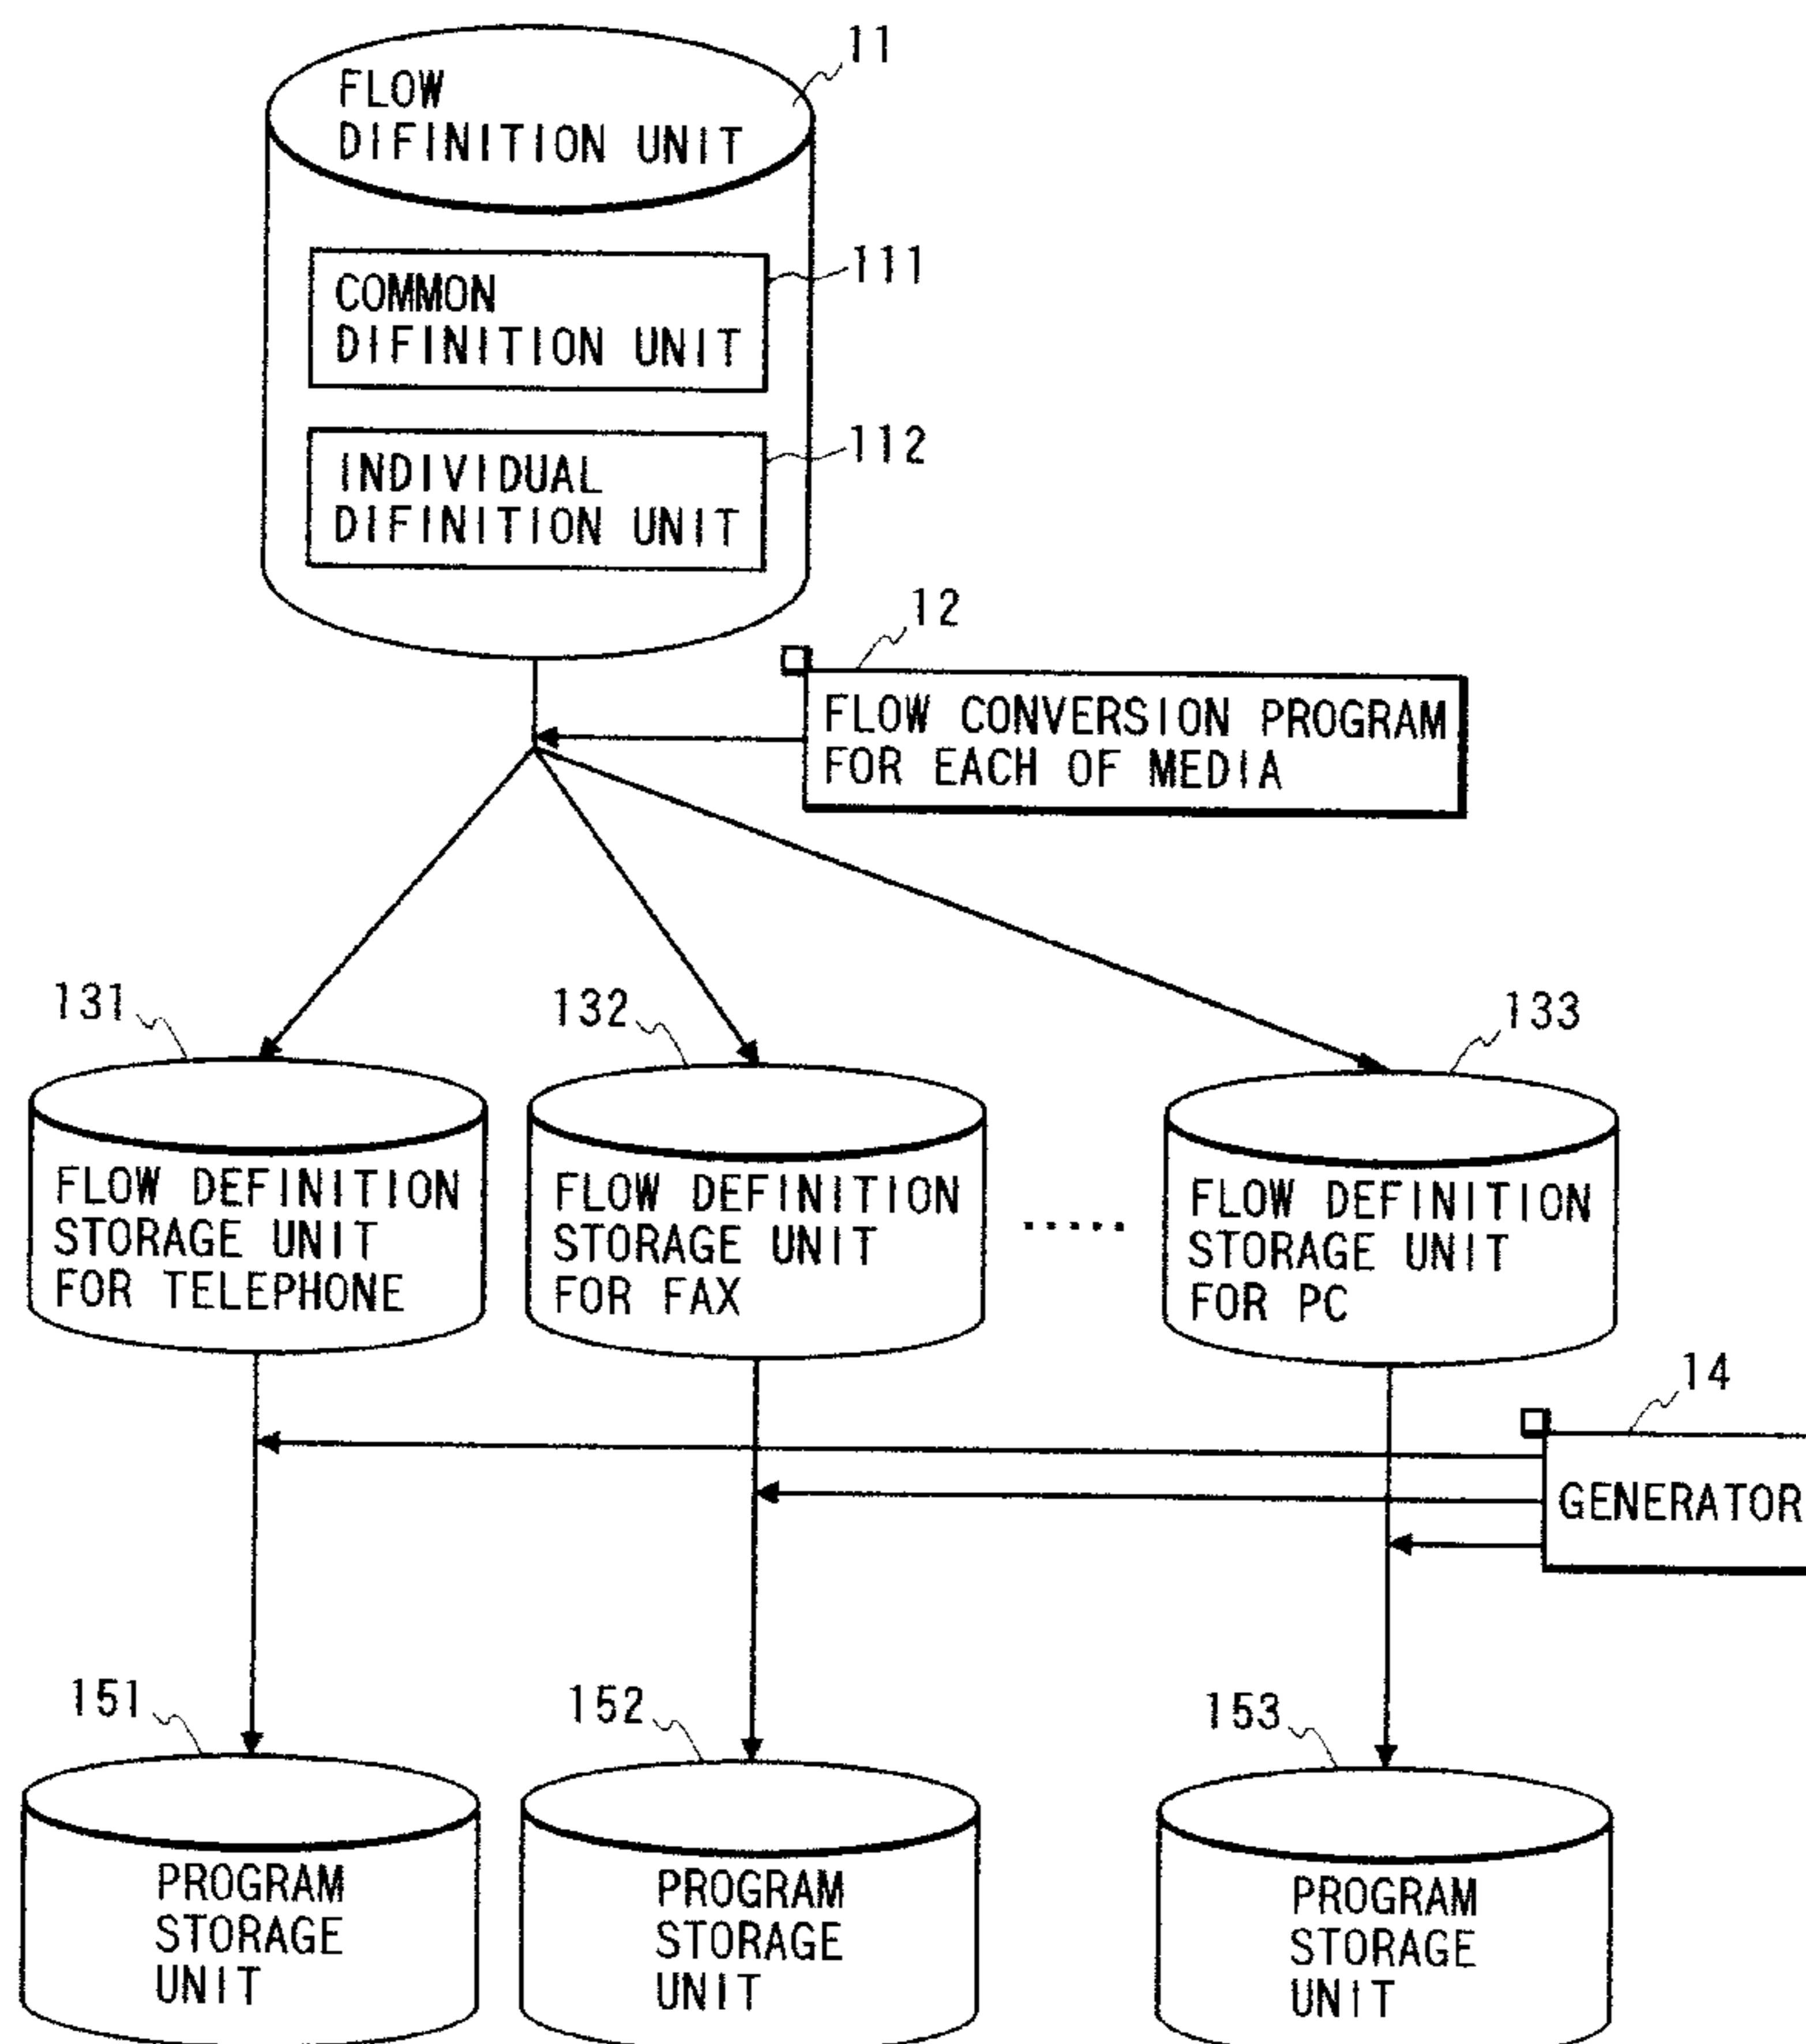 11
FLOW
DIFINITION UNIT
111
COMMON
DIFINITION UNIT
112
INDIVIDUAL
DIFINITION UNIT
12
FLOW CONVERSION PROGRAM
FOR EACH OF MEDIA
131
132
133
FLOW DEFINITION
STORAGE UNIT
FOR TELEPHONE
FLOW DEFINITION
STORAGE UNIT
FOR FAX
.....
FLOW DEFINITION
STORAGE UNIT
FOR PC
14
GENERATOR
151
152
153
PROGRAM
STORAGE
UNIT
PROGRAM
STORAGE
UNIT
PROGRAM
STORAGE
UNIT